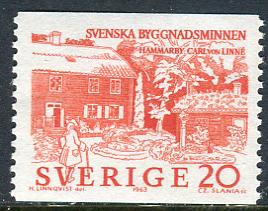 SVENSKA BYGGNADSMINNEN
HAMMARBY, CARL VON LINNÉ
SVERIGE 20
H. LINNQVIST del. 1963 CZ. SLANIA sc.